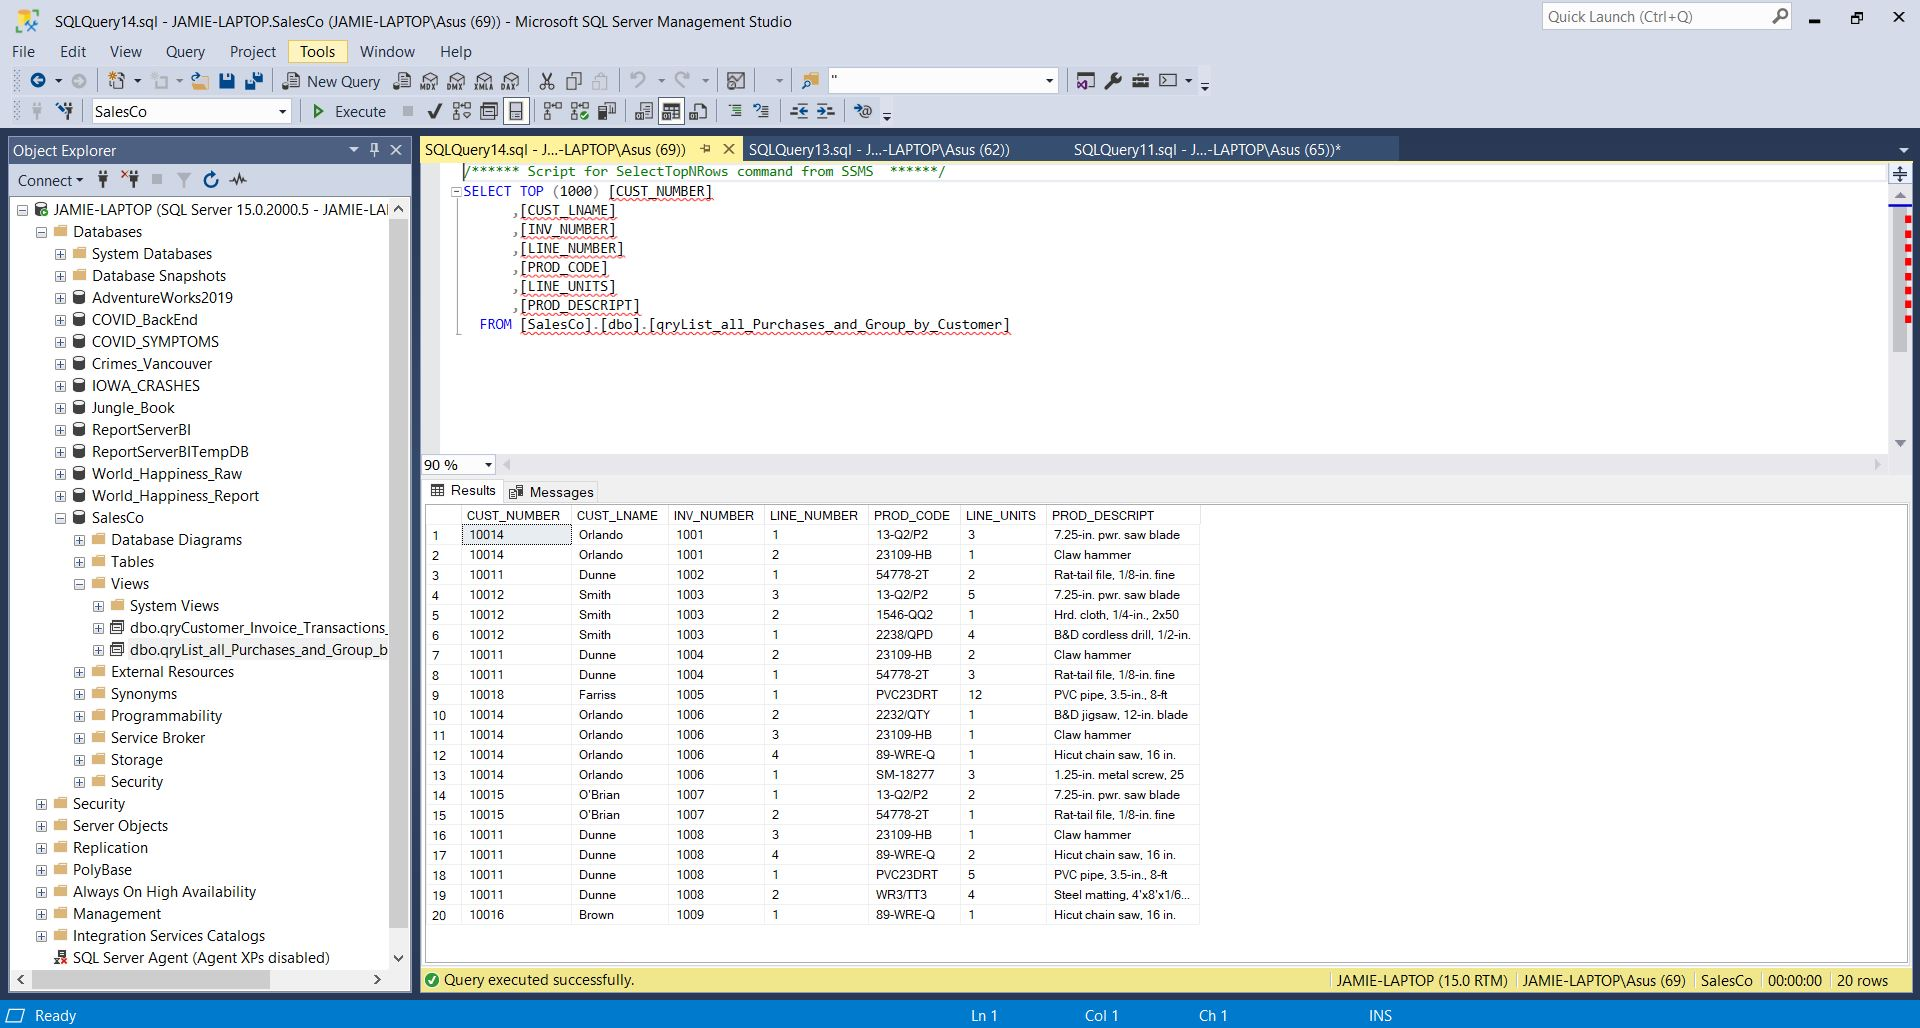 SQLQuery14.sql - JAMIE-LAPTOP.SalesCo (JAMIE-LAPTOP\Asus (69)) - Microsoft SQL Server Management Studio
Quick Launch (Ctrl+Q)
File Edit View Query Project Tools Window Help
New Query MDX DMX XMLA DAX "
SalesCo Execute
Object Explorer
Connect
JAMIE-LAPTOP (SQL Server 15.0.2000.5 - JAMIE-LA
Databases
System Databases
Database Snapshots
AdventureWorks2019
COVID_BackEnd
COVID_SYMPTOMS
Crimes_Vancouver
IOWA_CRASHES
Jungle_Book
ReportServerBI
ReportServerBITempDB
World_Happiness_Raw
World_Happiness_Report
SalesCo
Database Diagrams
Tables
Views
System Views
dbo.qryCustomer_Invoice_Transactions_
dbo.qryList_all_Purchases_and_Group_b
External Resources
Synonyms
Programmability
Service Broker
Storage
Security
Security
Server Objects
Replication
PolyBase
Always On High Availability
Management
Integration Services Catalogs
SQL Server Agent (Agent XPs disabled)
SQLQuery14.sql - J...-LAPTOP\Asus (69)) SQLQuery13.sql - J...-LAPTOP\Asus (62)) SQLQuery11.sql - J...-LAPTOP\Asus (65))*
/****** Script for SelectTopNRows command from SSMS ******/
SELECT TOP (1000) [CUST_NUMBER]
,[CUST_LNAME]
,[INV_NUMBER]
,[LINE_NUMBER]
,[PROD_CODE]
,[LINE_UNITS]
,[PROD_DESCRIPT]
FROM [SalesCo].[dbo].[qryList_all_Purchases_and_Group_by_Customer]
90 %
Results Messages
CUST_NUMBER CUST_LNAME INV_NUMBER LINE_NUMBER PROD_CODE LINE_UNITS PROD_DESCRIPT
1 10014 Orlando 1001 1 13-Q2/P2 3 7.25-in. pwr. saw blade
2 10014 Orlando 1001 2 23109-HB 1 Claw hammer
3 10011 Dunne 1002 1 54778-2T 2 Rat-tail file, 1/8-in. fine
4 10012 Smith 1003 3 13-Q2/P2 5 7.25-in. pwr. saw blade
5 10012 Smith 1003 2 1546-QQ2 1 Hrd. cloth, 1/4-in., 2x50
6 10012 Smith 1003 1 2238/QPD 4 B&D cordless drill, 1/2-in.
7 10011 Dunne 1004 2 23109-HB 2 Claw hammer
8 10011 Dunne 1004 1 54778-2T 3 Rat-tail file, 1/8-in. fine
9 10018 Farriss 1005 1 PVC23DRT 12 PVC pipe, 3.5-in., 8-ft
10 10014 Orlando 1006 2 2232/QTY 1 B&D jigsaw, 12-in. blade
11 10014 Orlando 1006 3 23109-HB 1 Claw hammer
12 10014 Orlando 1006 4 89-WRE-Q 1 Hicut chain saw, 16 in.
13 10014 Orlando 1006 1 SM-18277 3 1.25-in. metal screw, 25
14 10015 O'Brian 1007 1 13-Q2/P2 2 7.25-in. pwr. saw blade
15 10015 O'Brian 1007 2 54778-2T 1 Rat-tail file, 1/8-in. fine
16 10011 Dunne 1008 3 23109-HB 1 Claw hammer
17 10011 Dunne 1008 4 89-WRE-Q 2 Hicut chain saw, 16 in.
18 10011 Dunne 1008 1 PVC23DRT 5 PVC pipe, 3.5-in., 8-ft
19 10011 Dunne 1008 2 WR3/TT3 4 Steel matting, 4'x8'x1/6...
20 10016 Brown 1009 1 89-WRE-Q 1 Hicut chain saw, 16 in.
Query executed successfully. JAMIE-LAPTOP (15.0 RTM) JAMIE-LAPTOP\Asus (69) SalesCo 00:00:00 20 rows
Ready Ln 1 Col 1 Ch 1 INS